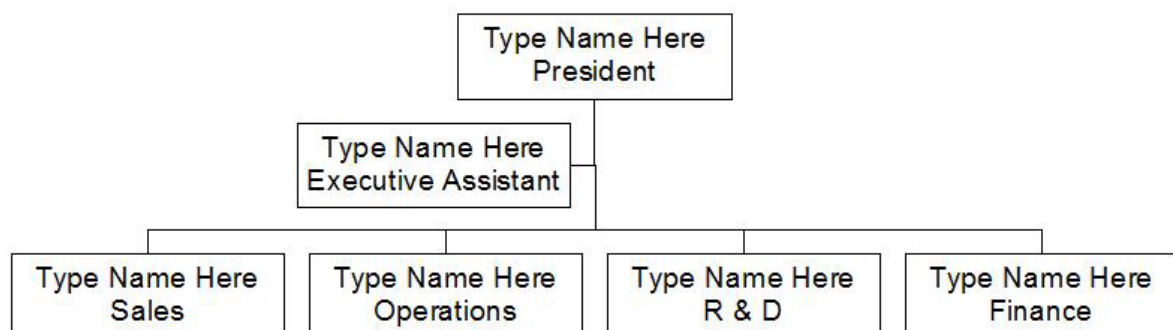 Type Name Here
President
Type Name Here
Executive Assistant
Type Name Here
Sales
Type Name Here
Operations
Type Name Here
R & D
Type Name Here
Finance